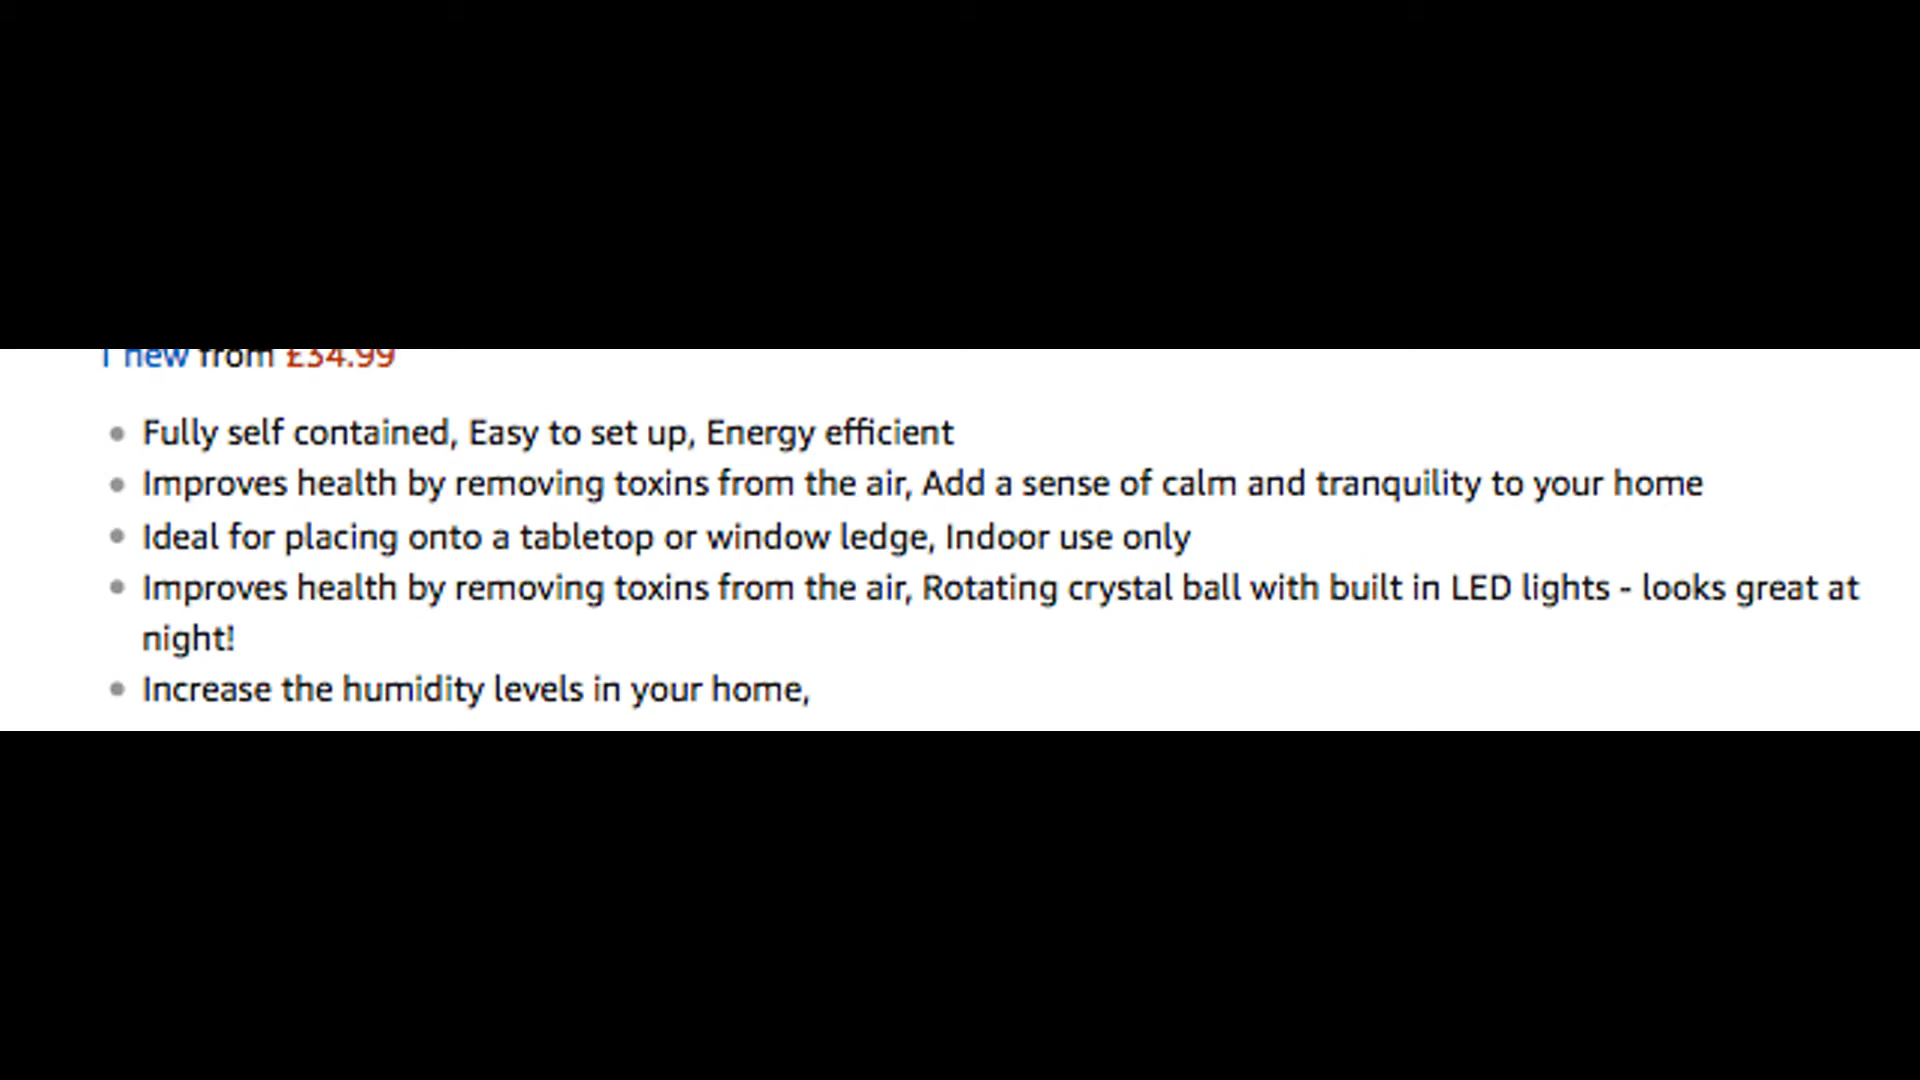 1 new from £34.99
Fully self contained, Easy to set up, Energy efficient
Improves health by removing toxins from the air, Add a sense of calm and tranquility to your home
Ideal for placing onto a tabletop or window ledge, Indoor use only
Improves health by removing toxins from the air, Rotating crystal ball with built in LED lights - looks great at
night!
Increase the humidity levels in your home,